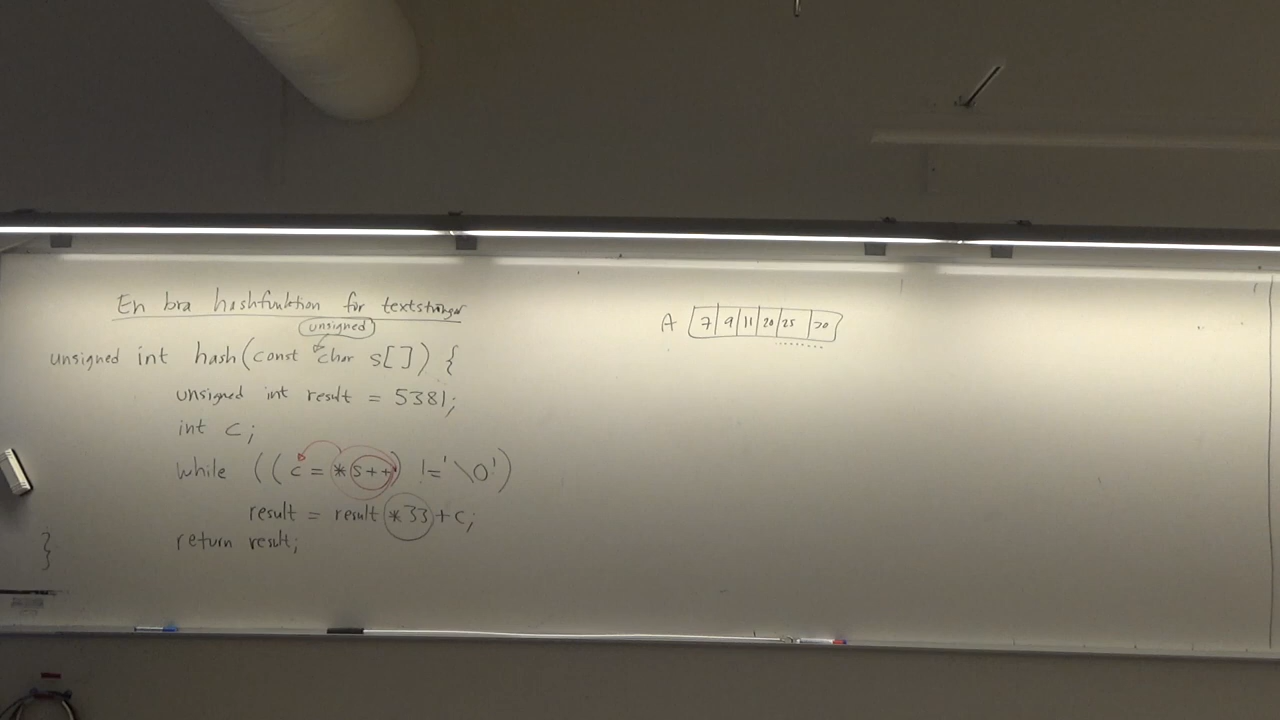 En bra hashfunktion för textsträngar
unsigned
unsigned int hash(const char s[]) {
unsigned int result = 5381;
int c;
while ((c = *s++) != '\0')
result = result *33 + c;
return result;
}
A 7 9 11 20 25 30